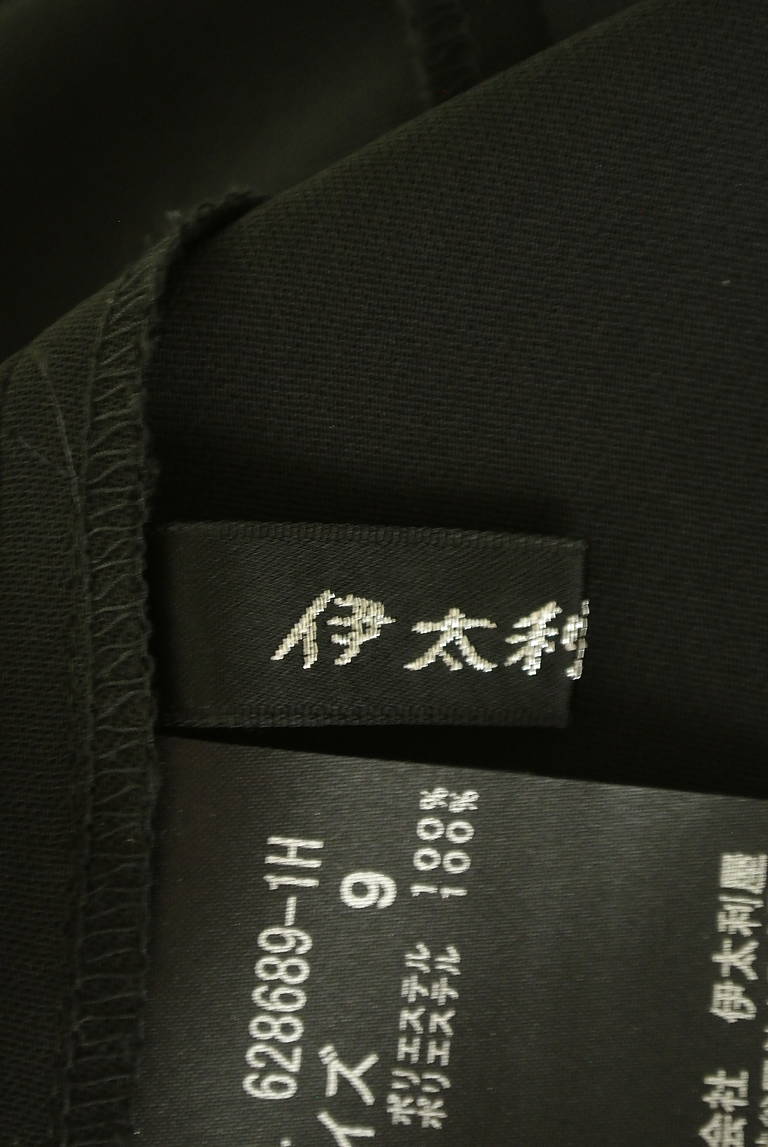 伊太利
628689-1H
イズ 9
ポリエステル 100%
ポリエステル 100%
会社 伊太利屋